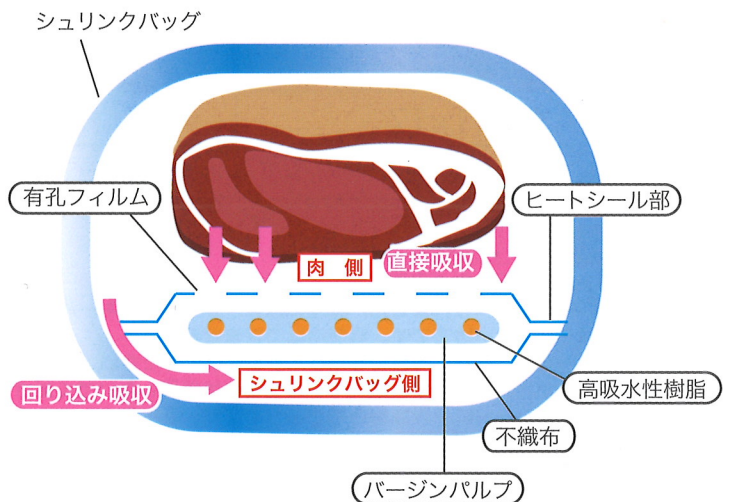 シュリンクバッグ
有孔フィルム
ヒートシール部
肉 側
直接吸収
シュリンクバッグ側
回り込み吸収
高吸水性樹脂
不織布
バージンパルプ